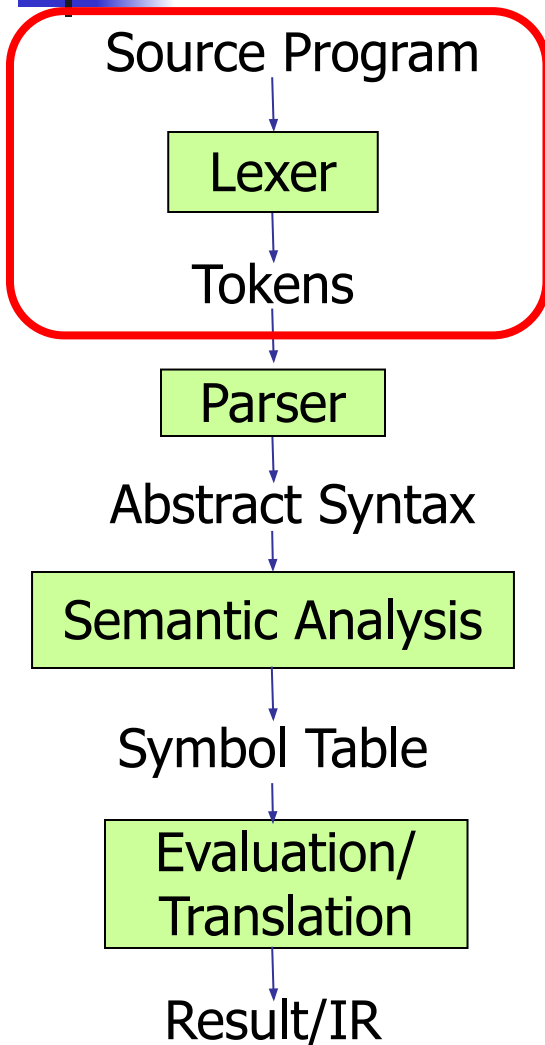 Source Program
Lexer
Tokens
Parser
Abstract Syntax
Semantic Analysis
Symbol Table
Evaluation/
Translation
Result/IR